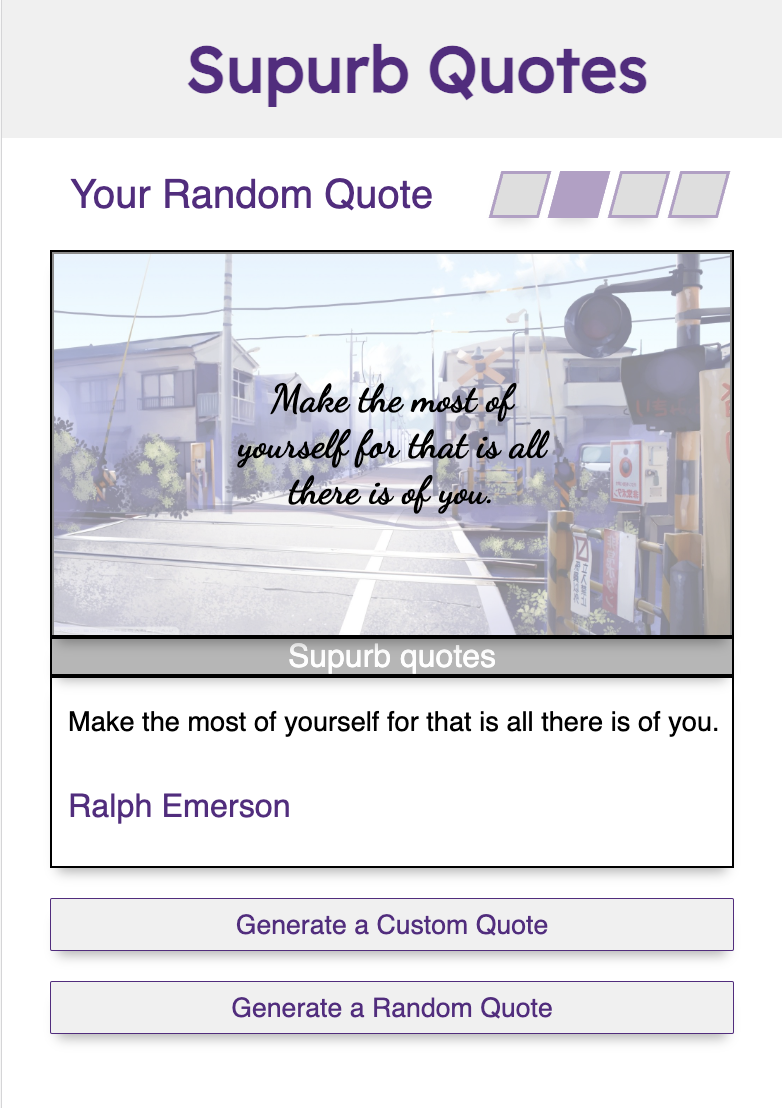 Supurb Quotes
Your Random Quote
Make the most of
yourself for that is all
there is of you.
Supurb quotes
Make the most of yourself for that is all there is of you.
Ralph Emerson
Generate a Custom Quote
Generate a Random Quote